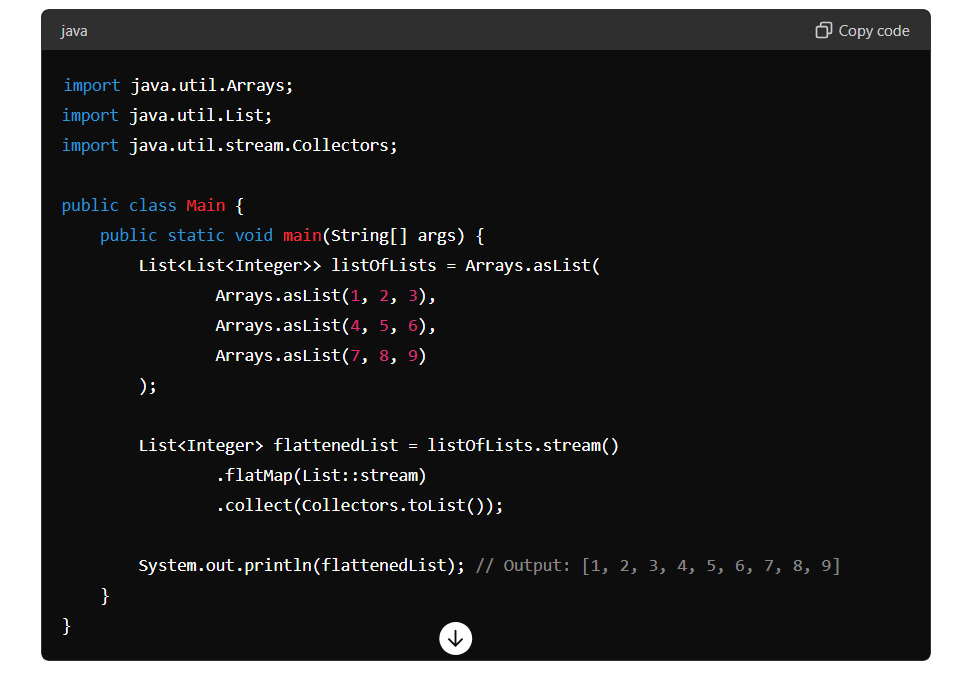 java
Copy code
import java.util.Arrays;
import java.util.List;
import java.util.stream.Collectors;
public class Main {
    public static void main(String[] args) {
        List<List<Integer>> listOfLists = Arrays.asList(
                Arrays.asList(1, 2, 3),
                Arrays.asList(4, 5, 6),
                Arrays.asList(7, 8, 9)
        );
        List<Integer> flattenedList = listOfLists.stream()
                .flatMap(List::stream)
                .collect(Collectors.toList());
        System.out.println(flattenedList); // Output: [1, 2, 3, 4, 5, 6, 7, 8, 9]
    }
}